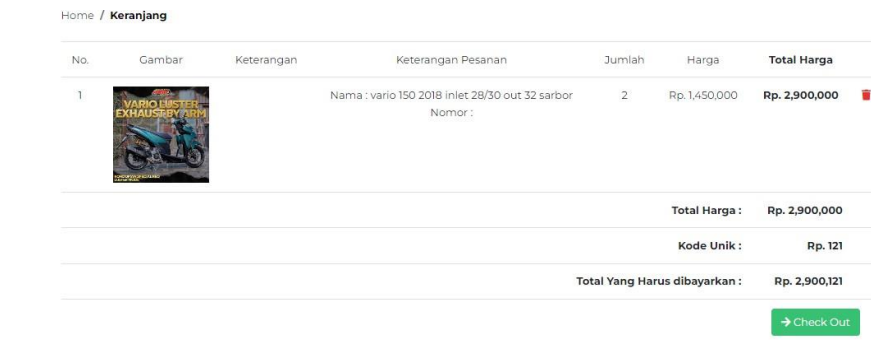 Home / Keranjang
No. Gambar Keterangan Keterangan Pesanan Jumlah Harga Total Harga
1 Nama : vario 150 2018 inlet 28/30 out 32 sarbor 2 Rp. 1,450,000 Rp. 2,900,000
Nomor :
VARIO LUSTER
EXHAUST BY ARM
Total Harga : Rp. 2,900,000
Kode Unik : Rp. 121
Total Yang Harus dibayarkan : Rp. 2,900,121
→ Check Out